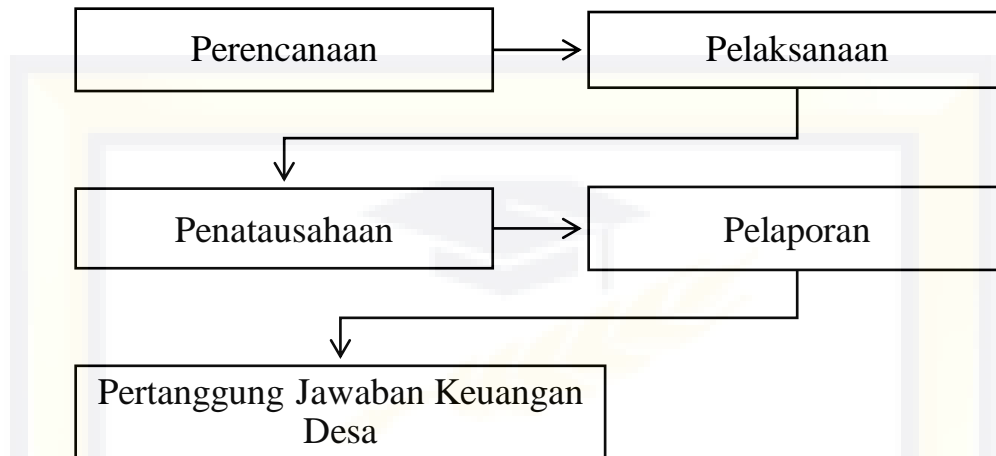 Perencanaan
Pelaksanaan
Penatausahaan
Pelaporan
Pertanggung Jawaban Keuangan
Desa